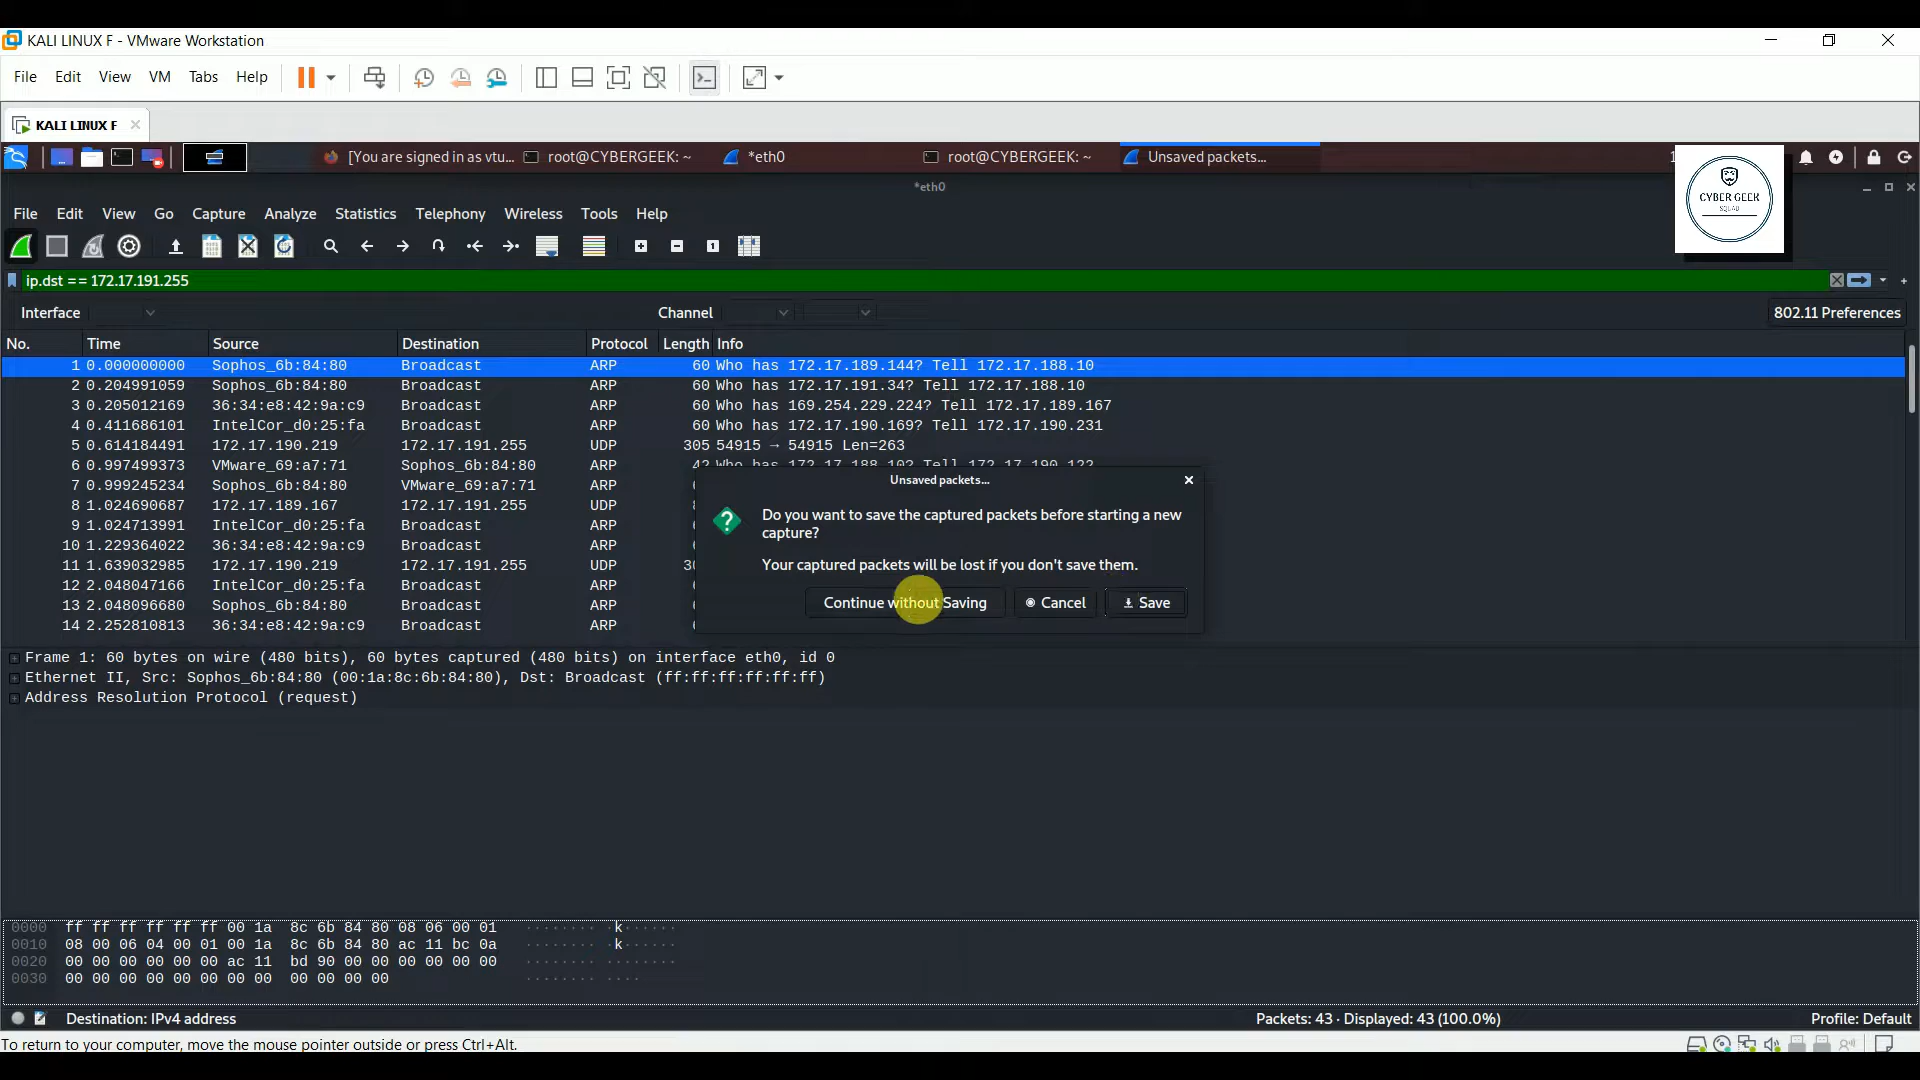 KALI LINUX F - VMware Workstation
File Edit View VM Tabs Help
KALI LINUX F
[You are signed in as vtu... root@CYBERGEEK: ~ *eth0 root@CYBERGEEK: ~ Unsaved packets...
*eth0
CYBER GEEK
SQUAD
File Edit View Go Capture Analyze Statistics Telephony Wireless Tools Help
ip.dst == 172.17.191.255
Interface Channel 802.11 Preferences
No. Time Source Destination Protocol Length Info
1 0.000000000 Sophos_6b:84:80 Broadcast ARP 60 Who has 172.17.189.144? Tell 172.17.188.10
2 0.204991059 Sophos_6b:84:80 Broadcast ARP 60 Who has 172.17.191.34? Tell 172.17.188.10
3 0.205012169 36:34:e8:42:9a:c9 Broadcast ARP 60 Who has 169.254.229.224? Tell 172.17.189.167
4 0.411686101 IntelCor_d0:25:fa Broadcast ARP 60 Who has 172.17.190.169? Tell 172.17.190.231
5 0.614184491 172.17.190.219 172.17.191.255 UDP 305 54915 → 54915 Len=263
6 0.997499373 VMware_69:a7:71 Sophos_6b:84:80 ARP 42 Who has 172.17.188.10? Tell 172.17.190.122
7 0.999245234 Sophos_6b:84:80 VMware_69:a7:71 ARP
8 1.024690687 172.17.189.167 172.17.191.255 UDP
9 1.024713991 IntelCor_d0:25:fa Broadcast ARP
10 1.229364022 36:34:e8:42:9a:c9 Broadcast ARP
11 1.639032985 172.17.190.219 172.17.191.255 UDP
12 2.048047166 IntelCor_d0:25:fa Broadcast ARP
13 2.048096680 Sophos_6b:84:80 Broadcast ARP
14 2.252810813 36:34:e8:42:9a:c9 Broadcast ARP
Unsaved packets...
Do you want to save the captured packets before starting a new
capture?
Your captured packets will be lost if you don't save them.
Continue without Saving Cancel Save
Frame 1: 60 bytes on wire (480 bits), 60 bytes captured (480 bits) on interface eth0, id 0
Ethernet II, Src: Sophos_6b:84:80 (00:1a:8c:6b:84:80), Dst: Broadcast (ff:ff:ff:ff:ff:ff)
Address Resolution Protocol (request)
0000 ff ff ff ff ff ff 00 1a 8c 6b 84 80 08 06 00 01 ········ ·k······
0010 08 00 06 04 00 01 00 1a 8c 6b 84 80 ac 11 bc 0a ········ ·k······
0020 00 00 00 00 00 00 ac 11 bd 90 00 00 00 00 00 00 ········ ········
0030 00 00 00 00 00 00 00 00 00 00 00 00 ········ ····
Destination: IPv4 address Packets: 43 · Displayed: 43 (100.0%) Profile: Default
To return to your computer, move the mouse pointer outside or press Ctrl+Alt.